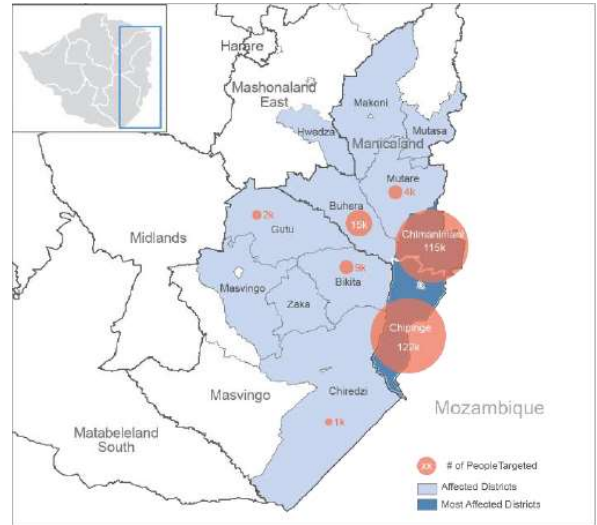 Harare
Mashonaland
East
Makoni
Hwedza
Mutasa
Manicaland
Mutare
4k
Buhera
15k
2k
Gutu
Chimanimani
115k
Midlands
Bikita
Masvingo
Zaka
Chipinge
122k
Masvingo
Chiredzi
1k
Mozambique
Matabeleland
South
xx # of People Targeted
Affected Districts
Most Affected Districts